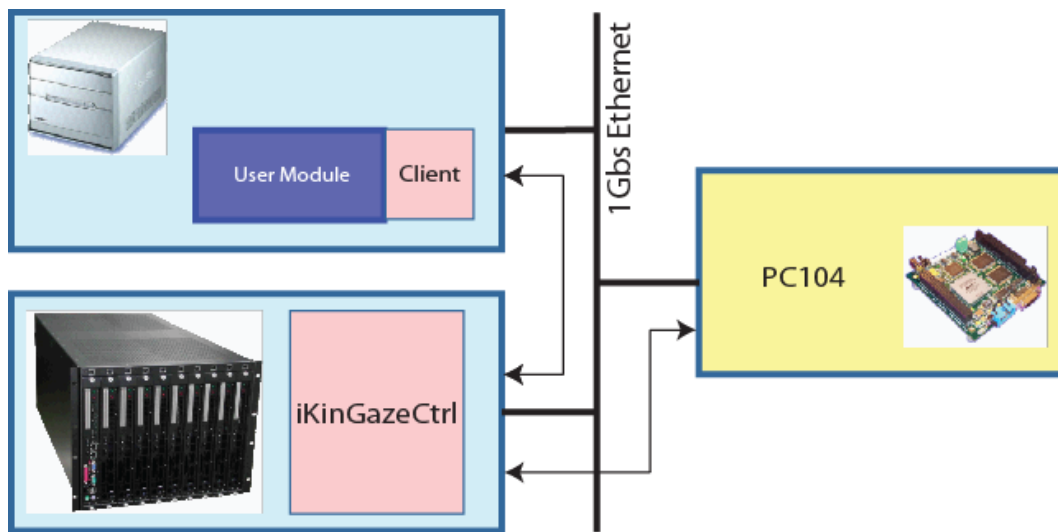 User Module
Client
1Gbs Ethernet
PC104
iKinGazeCtrl